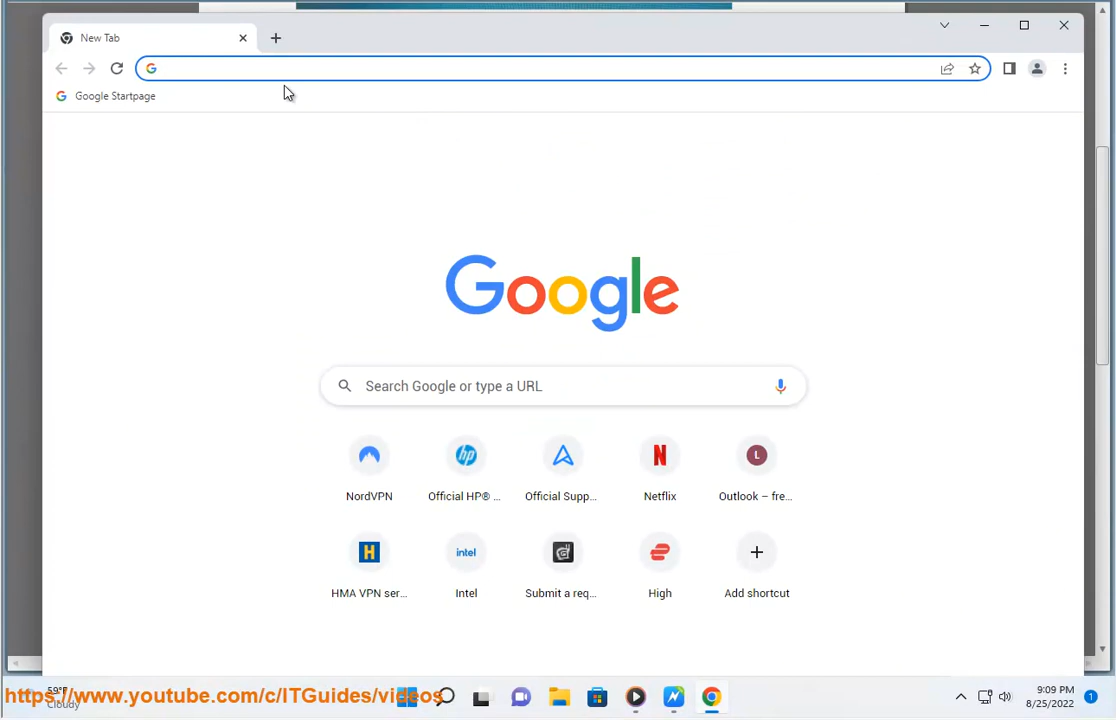 New Tab
Google Startpage
Google
Search Google or type a URL
NordVPN
Official HP® ...
Official Supp...
Netflix
L
Outlook – fre...
H
intel
HMA VPN ser...
Intel
Submit a req...
High
Add shortcut
59°F
https://www.youtube.com/c/ITGuides/videos
Cloudy
9:09 PM
8/25/2022
1